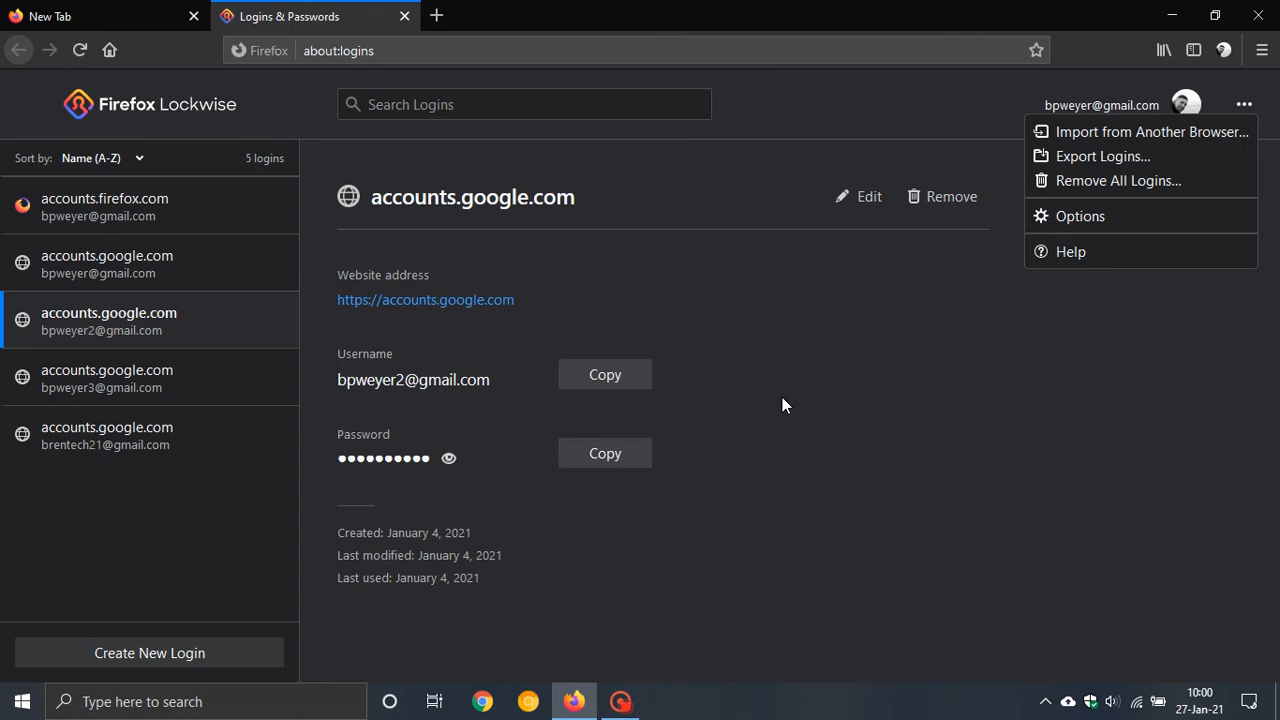 New Tab
Logins & Passwords
Firefox
about:logins
Firefox Lockwise
Search Logins
bpweyer@gmail.com
Import from Another Browser...
Export Logins...
Remove All Logins...
Options
Help
Sort by: Name (A-Z)
5 logins
accounts.firefox.com
bpweyer@gmail.com
accounts.google.com
bpweyer@gmail.com
accounts.google.com
bpweyer2@gmail.com
accounts.google.com
bpweyer3@gmail.com
accounts.google.com
brentech21@gmail.com
Create New Login
accounts.google.com
Edit
Remove
Website address
https://accounts.google.com
Username
bpweyer2@gmail.com
Copy
Password
●●●●●●●●●●
Copy
Created: January 4, 2021
Last modified: January 4, 2021
Last used: January 4, 2021
Type here to search
10:00
27-Jan-21